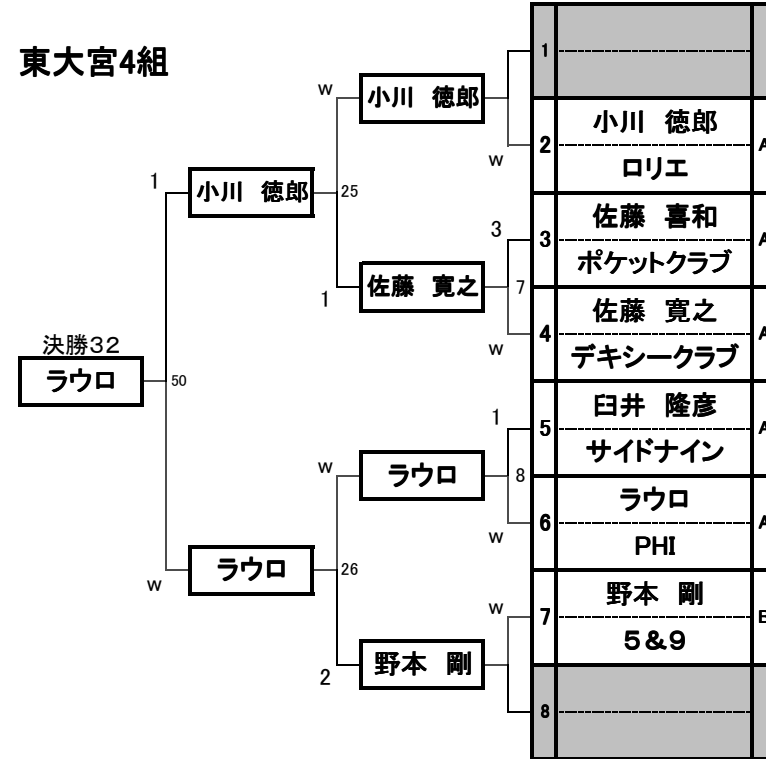 東大宮4組
1
w
小川 徳郎
2
小川 徳郎
A
ロリエ
w
1
小川 徳郎
25
3
3
佐藤 喜和
A
ポケットクラブ
1
佐藤 寛之
7
w
4
佐藤 寛之
A
デキシークラブ
決勝32
ラウロ
50
1
5
臼井 隆彦
A
サイドナイン
w
ラウロ
8
w
6
ラウロ
A
PHI
w
ラウロ
26
w
7
野本 剛
B
5&9
2
野本 剛
8